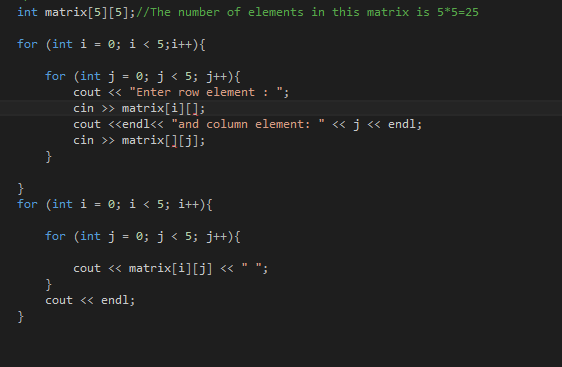 int matrix[5][5];//The number of elements in this matrix is 5*5=25
for (int i = 0; i < 5;i++){
for (int j = 0; j < 5; j++){
cout << "Enter row element : ";
cin >> matrix[i][];
cout <<endl<< "and column element: " << j << endl;
cin >> matrix[][j];
}
}
for (int i = 0; i < 5; i++){
for (int j = 0; j < 5; j++){
cout << matrix[i][j] << " ";
}
cout << endl;
}